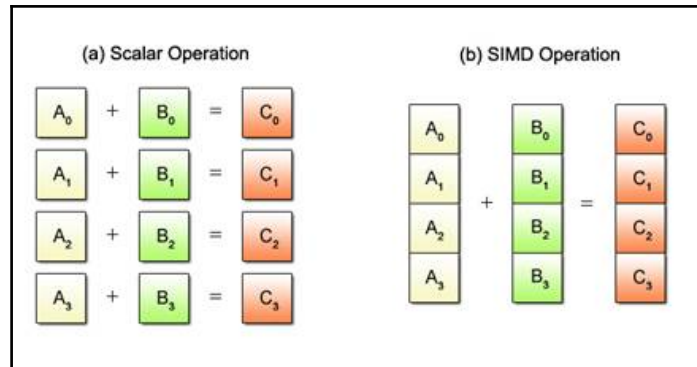 (a) Scalar Operation
A₀ + B₀ = C₀
A₁ + B₁ = C₁
A₂ + B₂ = C₂
A₃ + B₃ = C₃
(b) SIMD Operation
A₀ B₀ C₀
A₁ B₁ C₁
+ =
A₂ B₂ C₂
A₃ B₃ C₃